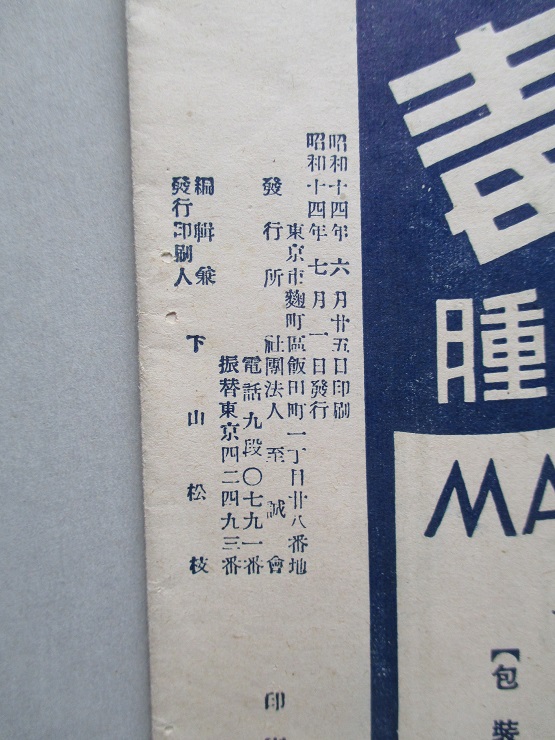 毒
腫
MA
【包装
昭和十四年六月廿五日印刷
昭和十四年七月一日發行
東京市麴町區飯田町一丁目廿八番地
發行所 社團法人 至誠會
電話九段〇七九一番
振替東京四二四九三番
編輯兼
發行印刷人 下山松枝
印